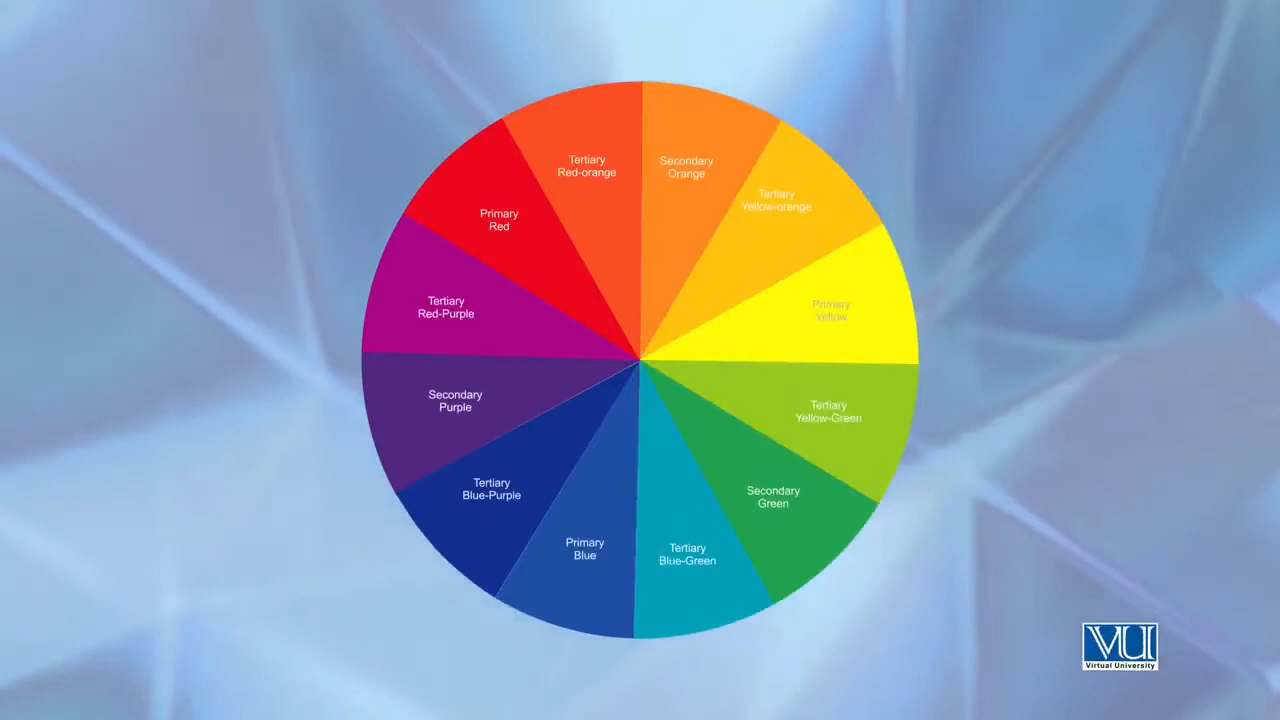 Tertiary
Red-orange
Secondary
Orange
Tertiary
Yellow-orange
Primary
Yellow
Tertiary
Yellow-Green
Secondary
Green
Tertiary
Blue-Green
Primary
Blue
Tertiary
Blue-Purple
Secondary
Purple
Tertiary
Red-Purple
Primary
Red
VU
Virtual University